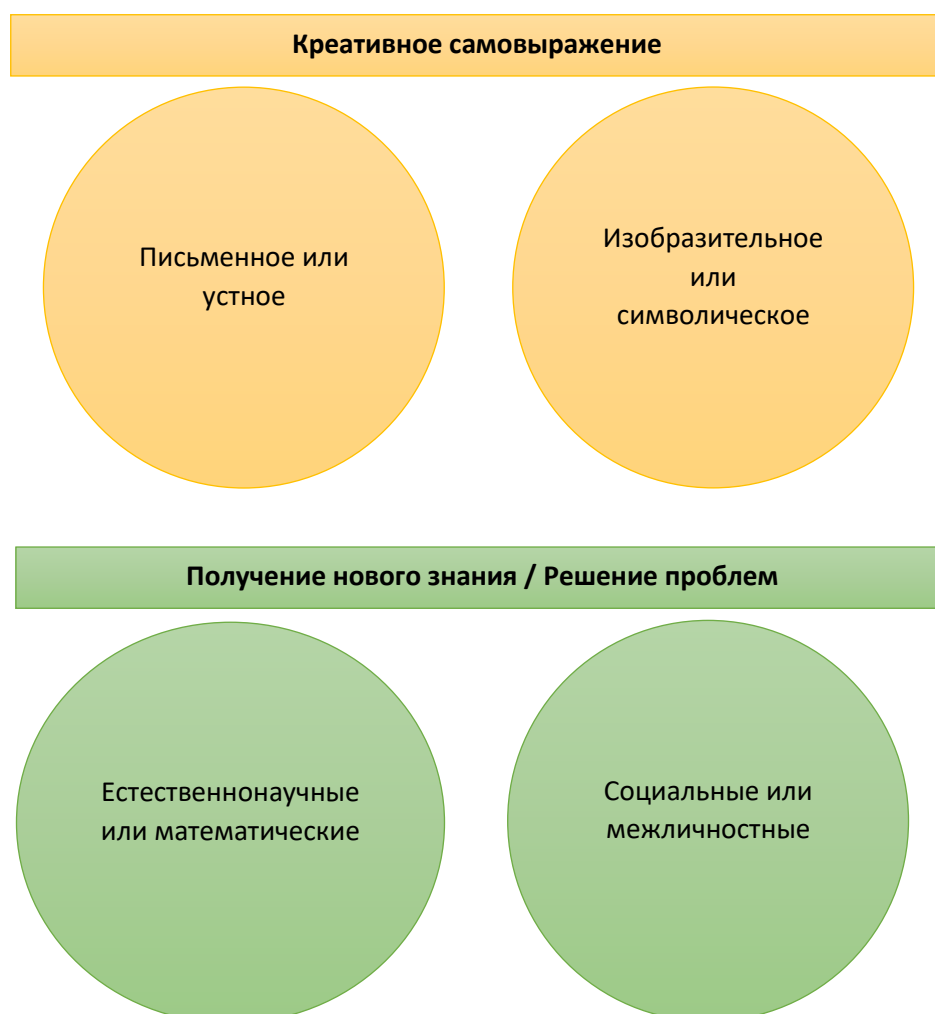 Креативное самовыражение
Письменное или
устное
Изобразительное
или
символическое
Получение нового знания / Решение проблем
Естественнонаучные
или математические
Социальные или
межличностные